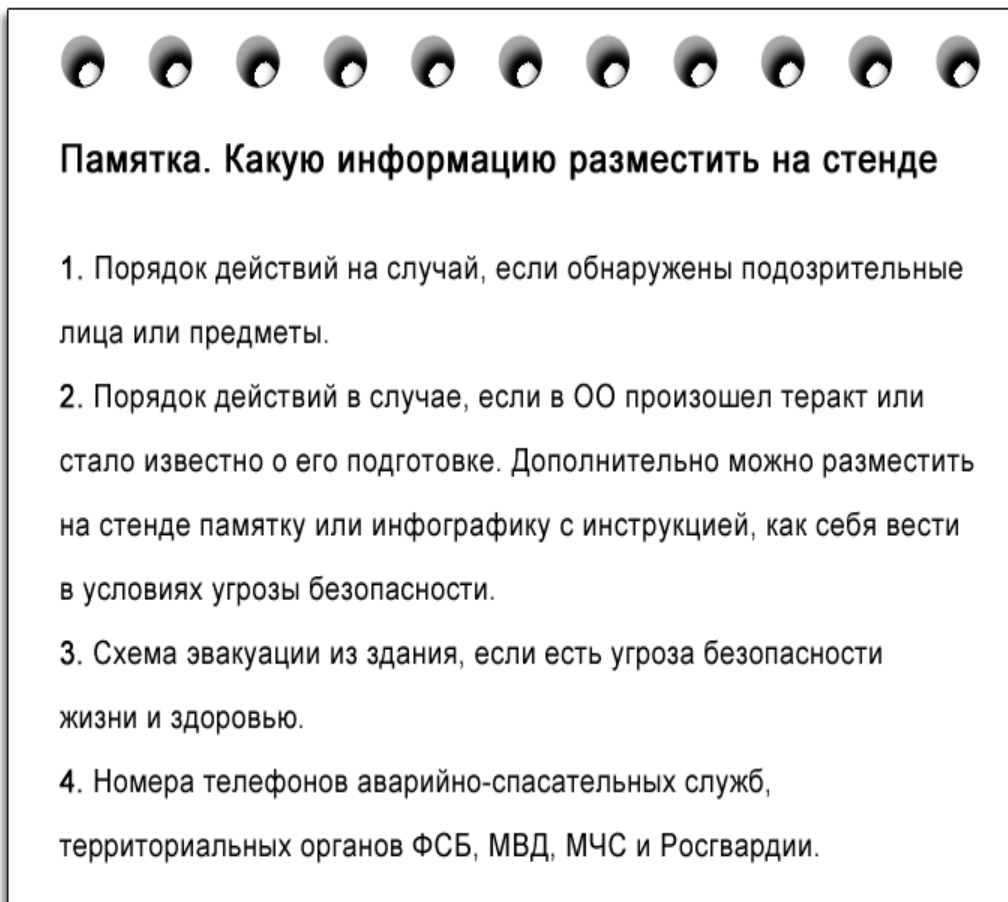 Памятка. Какую информацию разместить на стенде
1. Порядок действий на случай, если обнаружены подозрительные
лица или предметы.
2. Порядок действий в случае, если в ОО произошел теракт или
стало известно о его подготовке. Дополнительно можно разместить
на стенде памятку или инфографику с инструкцией, как себя вести
в условиях угрозы безопасности.
3. Схема эвакуации из здания, если есть угроза безопасности
жизни и здоровью.
4. Номера телефонов аварийно-спасательных служб,
территориальных органов ФСБ, МВД, МЧС и Росгвардии.